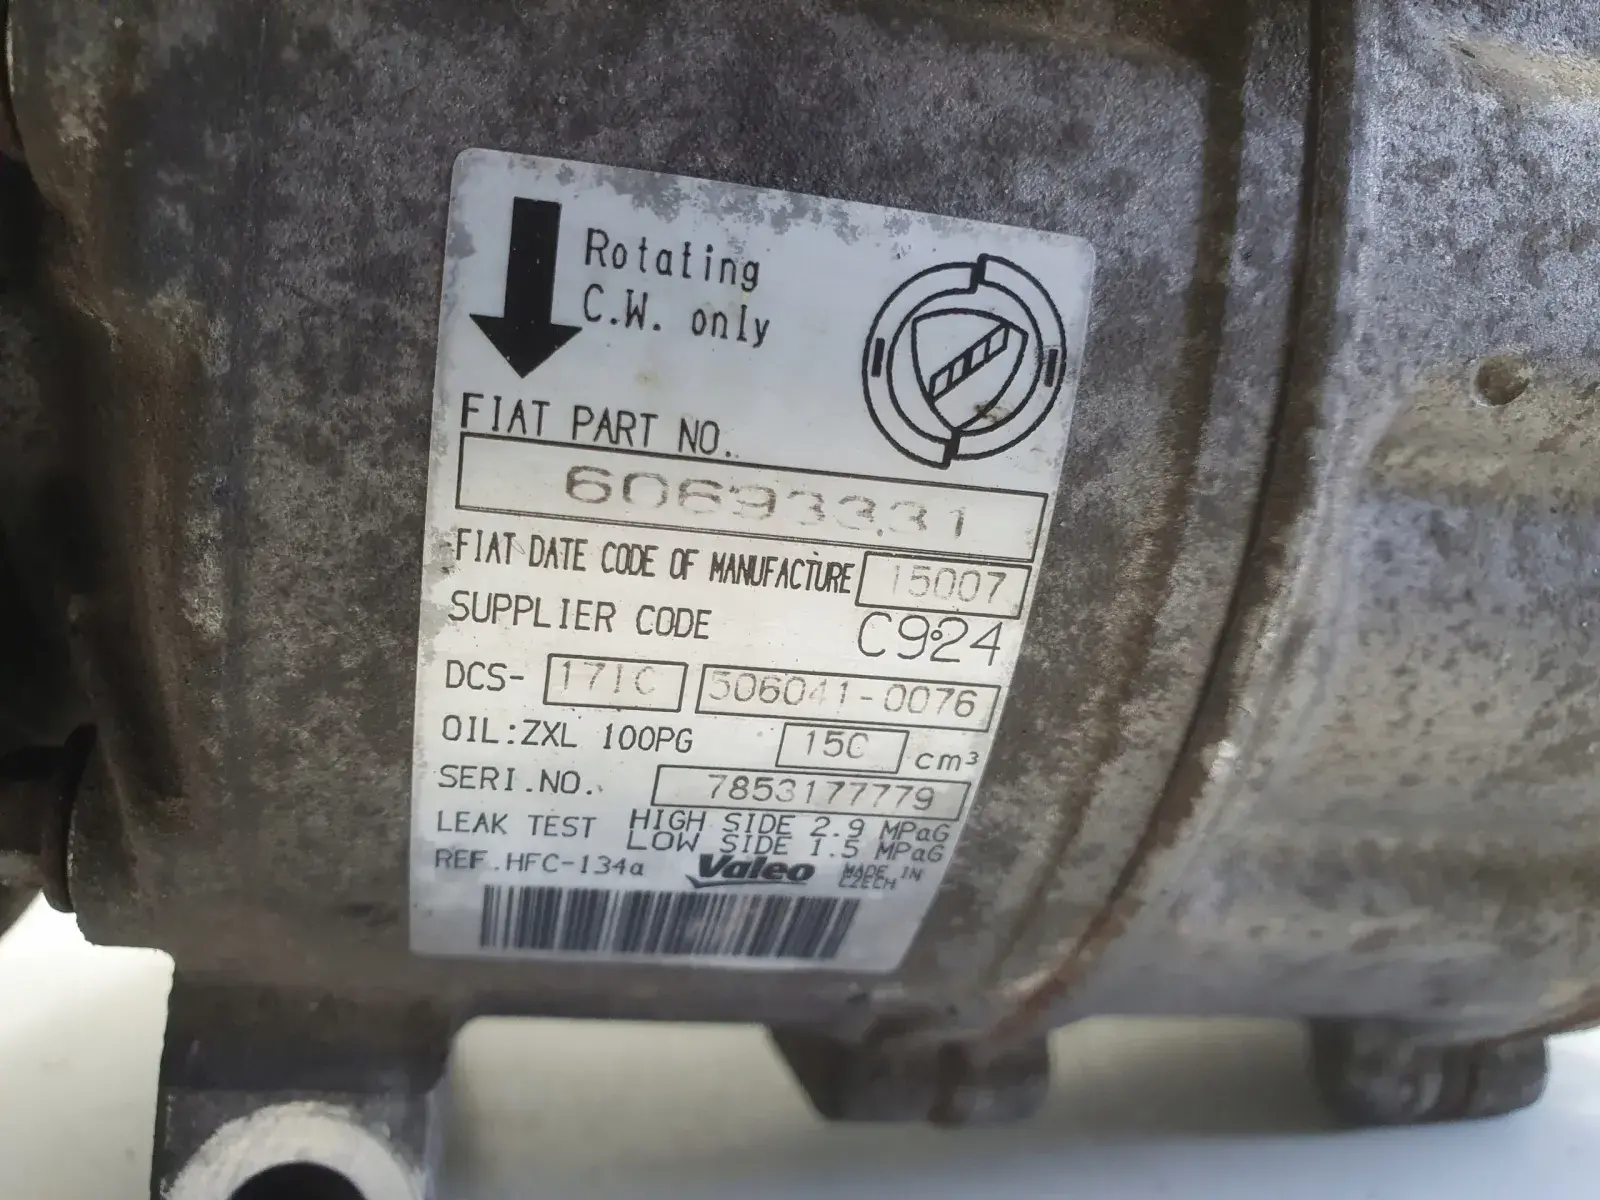 Rotating
C.W. only
FIAT PART NO.
60693331
FIAT DATE CODE OF MANUFACTURE 15007
SUPPLIER CODE C924
DCS- 171C 506041-0076
OIL:ZXL 100PG 150 cm³
SERI.NO. 7853177779
LEAK TEST HIGH SIDE 2.9 MPaG
LOW SIDE 1.5 MPaG
REF.HFC-134a Valeo MADE IN
CZECH